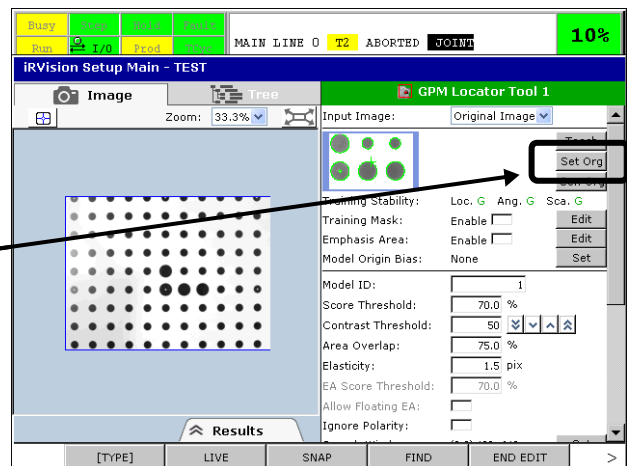 Busy Step Hold Fault
Run I/O Prod TCyc
MAIN LINE 0 T2 ABORTED JOINT
10%
iRVision Setup Main - TEST
Image Tree
GPM Locator Tool 1
Zoom: 33.3%
Input Image: Original Image
Teach
Set Org
Cen Org
Training Stability: Loc. G Ang. G Sca. G
Training Mask: Enable Edit
Emphasis Area: Enable Edit
Model Origin Bias: None Set
Model ID: 1
Score Threshold: 70.0 %
Contrast Threshold: 50
Area Overlap: 75.0 %
Elasticity: 1.5 pix
EA Score Threshold: 70.0 %
Allow Floating EA:
Ignore Polarity:
Results
[TYPE] LIVE SNAP FIND END EDIT >